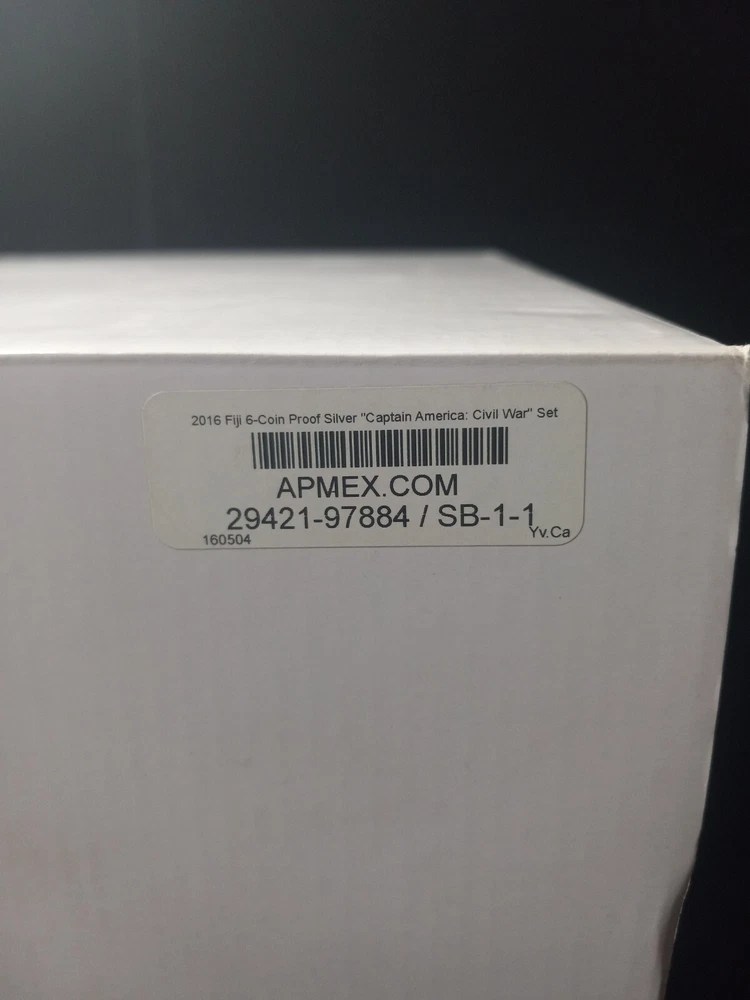 2016 Fiji 6-Coin Proof Silver "Captain America: Civil War" Set
APMEX.COM
29421-97884 / SB-1-1
160504
Yv.Ca